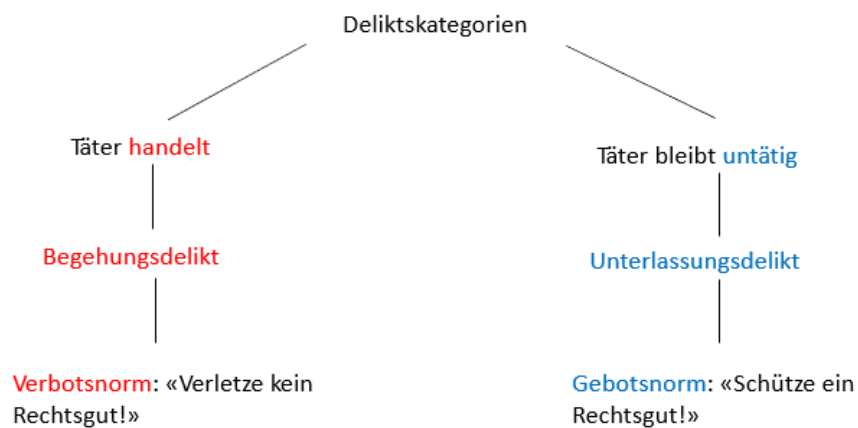 Deliktskategorien
Täter handelt
Täter bleibt untätig
Begehungsdelikt
Unterlassungsdelikt
Verbotsnorm: «Verletze kein
Rechtsgut!»
Gebotsnorm: «Schütze ein
Rechtsgut!»